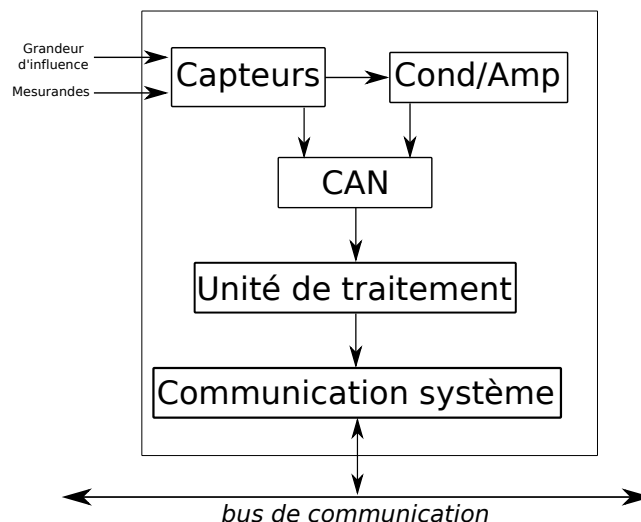 Grandeur
d'influence
Mesurandes
Capteurs
Cond/Amp
CAN
Unité de traitement
Communication système
bus de communication